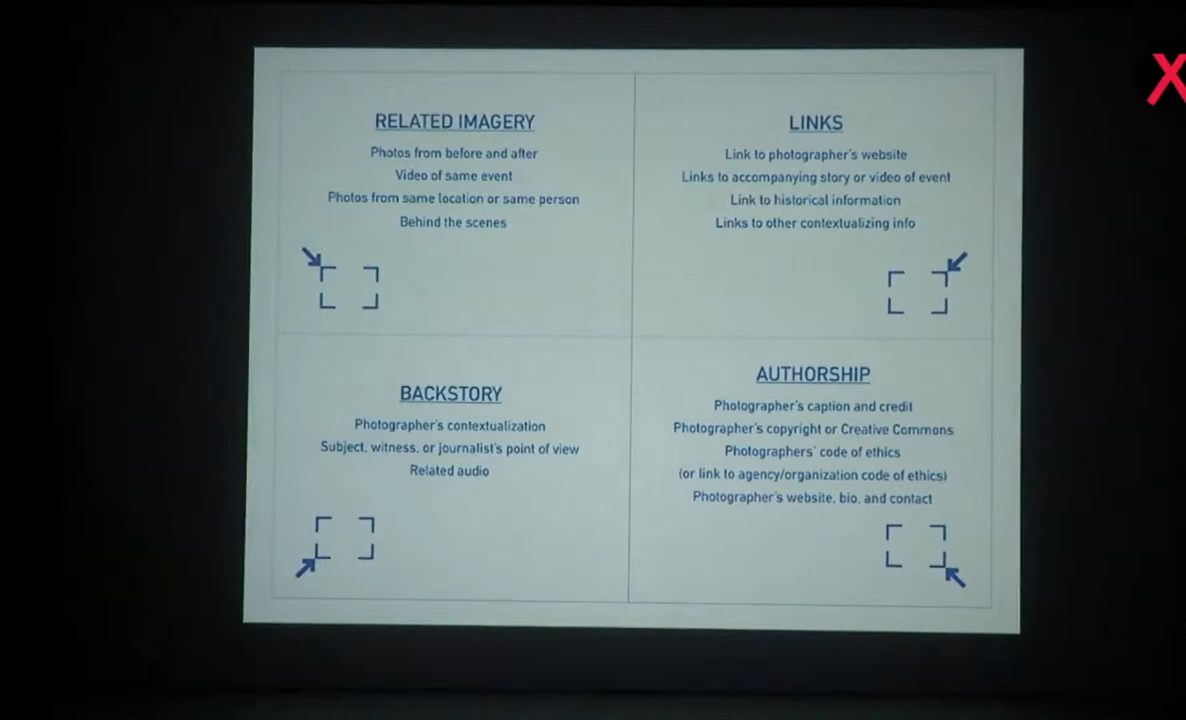 RELATED IMAGERY
Photos from before and after
Video of same event
Photos from same location or same person
Behind the scenes
LINKS
Link to photographer's website
Links to accompanying story or video of event
Link to historical information
Links to other contextualizing info
BACKSTORY
Photographer's contextualization
Subject, witness, or journalist's point of view
Related audio
AUTHORSHIP
Photographer's caption and credit
Photographer's copyright or Creative Commons
Photographers' code of ethics
(or link to agency/organization code of ethics)
Photographer's website, bio, and contact
X